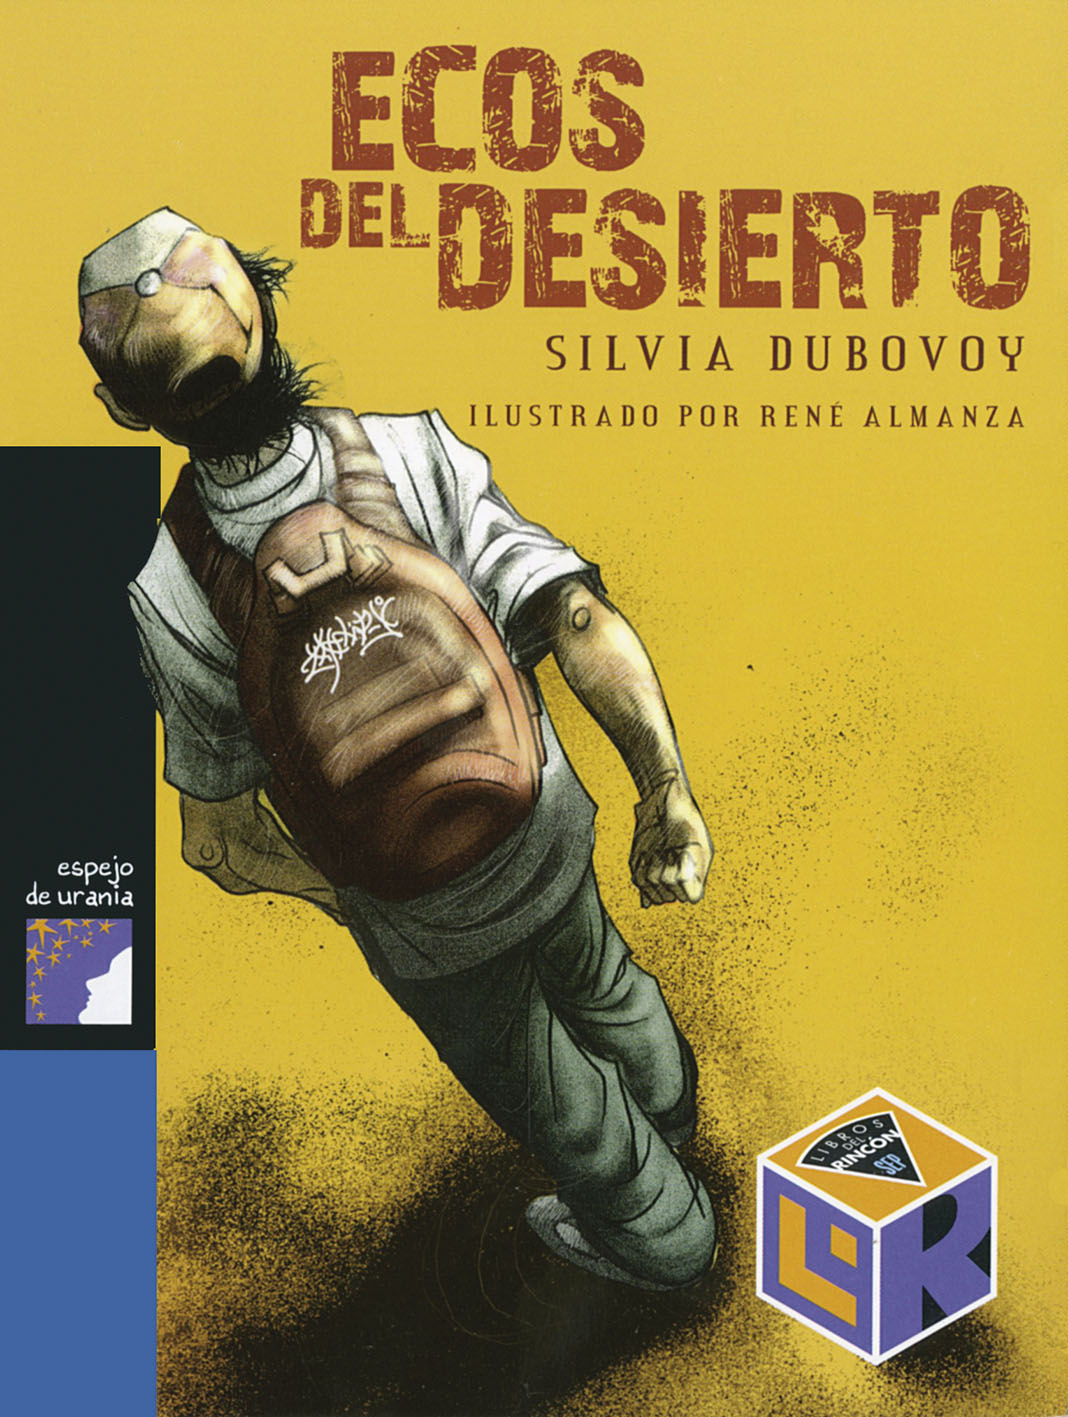 ECOS
DEL DESIERTO
SILVIA DUBOVOY
ILUSTRADO POR RENÉ ALMANZA
espejo
de urania
LIBROS
DEL
RINCÓN
SEP
R